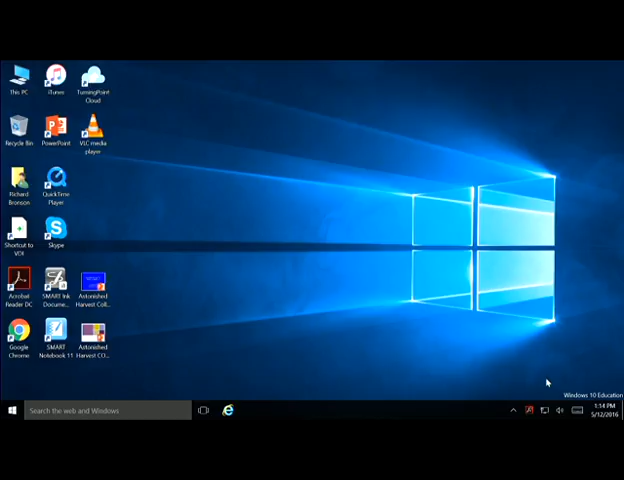 This PC
iTunes
TurningPoint
Cloud
Recycle Bin
PowerPoint
VLC media
player
Richard
Bronson
QuickTime
Player
Shortcut to
VDI
Skype
Acrobat
Reader DC
SMART Ink
Docume...
Astonished
Harvest Coll...
Google
Chrome
SMART
Notebook 11
Astonished
Harvest CO...
Windows 10 Education
Search the web and Windows
1:14 PM
5/12/2016